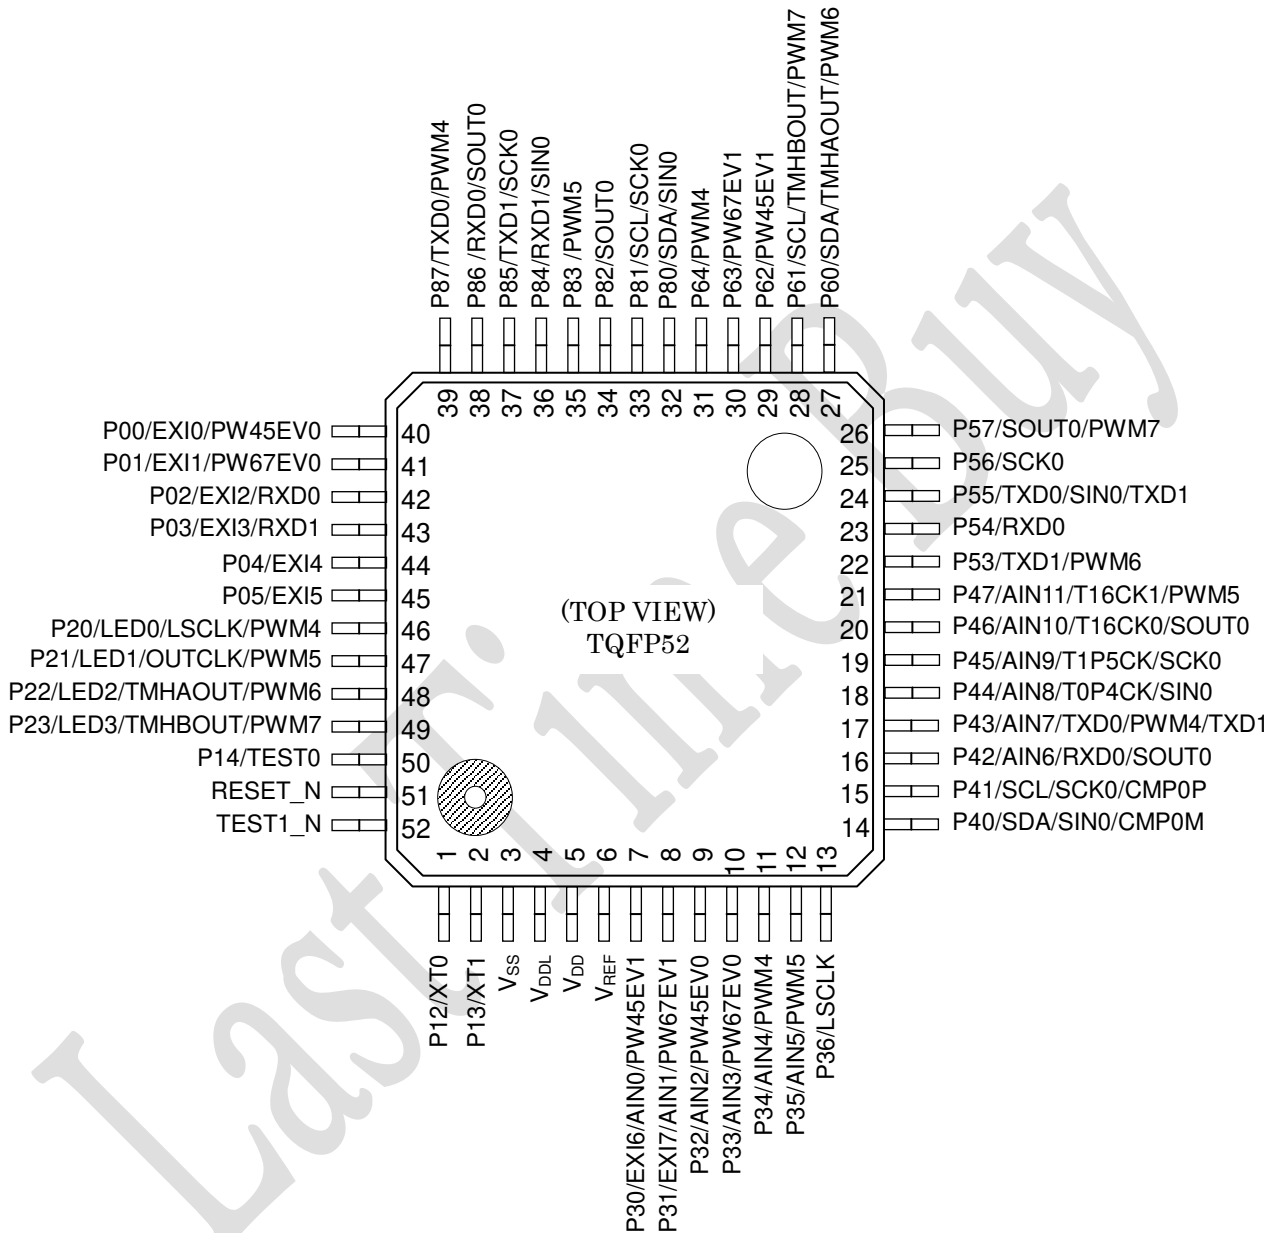 P87/TXD0/PWM4
P86 /RXD0/SOUT0
P85/TXD1/SCK0
P84/RXD1/SIN0
P83 /PWM5
P82/SOUT0
P81/SCL/SCK0
P80/SDA/SIN0
P64/PWM4
P63/PW67EV1
P62/PW45EV1
P61/SCL/TMHBOUT/PWM7
P60/SDA/TMHAOUT/PWM6
39
38
37
36
35
34
33
32
31
30
29
28
27
P00/EXI0/PW45EV0 40
P01/EXI1/PW67EV0 41
P02/EXI2/RXD0 42
P03/EXI3/RXD1 43
P04/EXI4 44
P05/EXI5 45
P20/LED0/LSCLK/PWM4 46
P21/LED1/OUTCLK/PWM5 47
P22/LED2/TMHAOUT/PWM6 48
P23/LED3/TMHBOUT/PWM7 49
P14/TEST0 50
RESET_N 51
TEST1_N 52
(TOP VIEW)
TQFP52
26 P57/SOUT0/PWM7
25 P56/SCK0
24 P55/TXD0/SIN0/TXD1
23 P54/RXD0
22 P53/TXD1/PWM6
21 P47/AIN11/T16CK1/PWM5
20 P46/AIN10/T16CK0/SOUT0
19 P45/AIN9/T1P5CK/SCK0
18 P44/AIN8/T0P4CK/SIN0
17 P43/AIN7/TXD0/PWM4/TXD1
16 P42/AIN6/RXD0/SOUT0
15 P41/SCL/SCK0/CMP0P
14 P40/SDA/SIN0/CMP0M
1
2
3
4
5
6
7
8
9
10
11
12
13
P12/XT0
P13/XT1
VSS
VDDL
VDD
VREF
P30/EXI6/AIN0/PW45EV1
P31/EXI7/AIN1/PW67EV1
P32/AIN2/PW45EV0
P33/AIN3/PW67EV0
P34/AIN4/PWM4
P35/AIN5/PWM5
P36/LSCLK
Last Time Buy